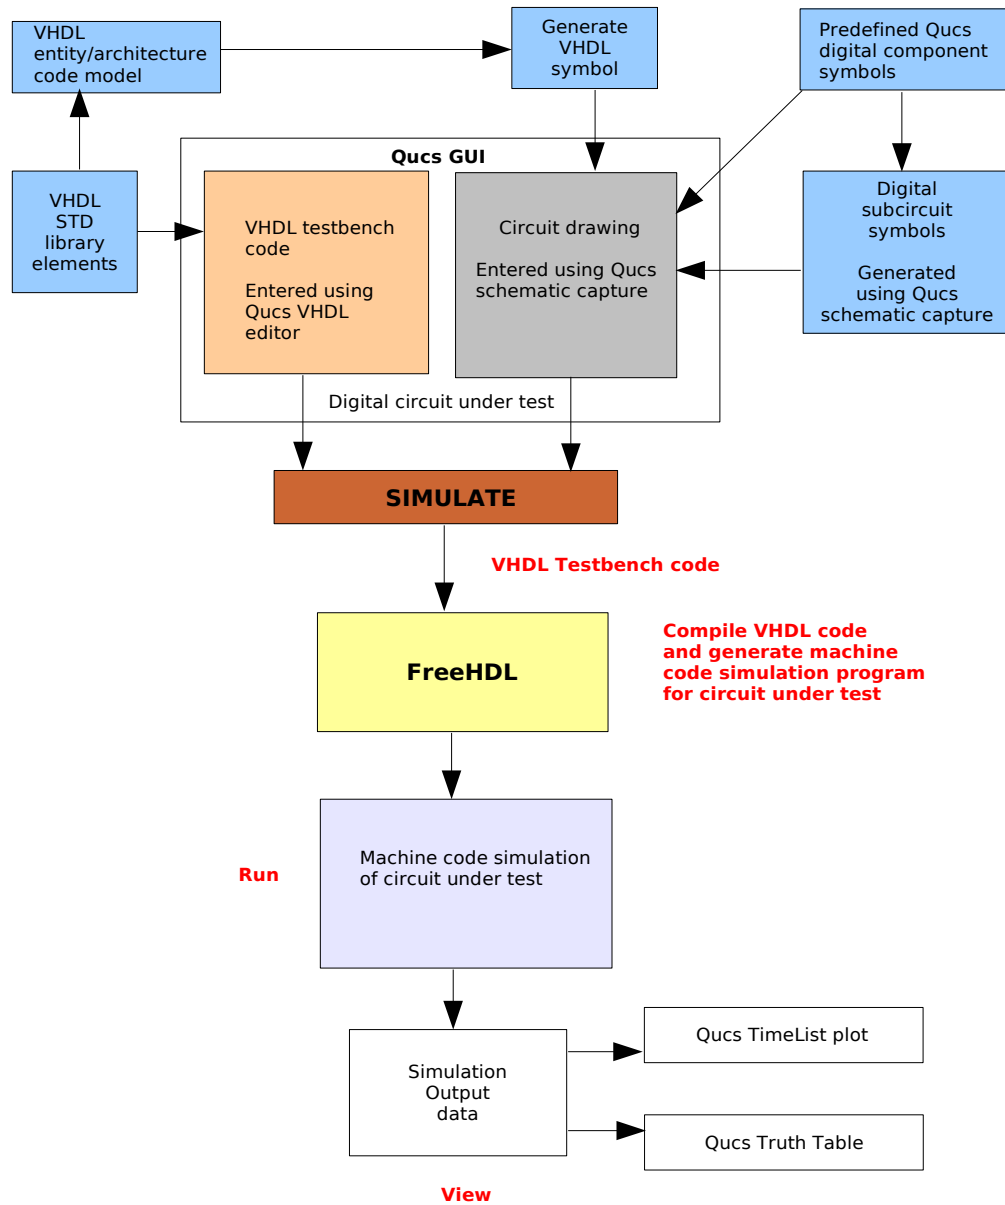 VHDL
entity/architecture
code model
Generate
VHDL
symbol
Predefined Qucs
digital component
symbols
Qucs GUI
VHDL
STD
library
elements
VHDL testbench
code
Entered using
Qucs VHDL
editor
Circuit drawing
Entered using Qucs
schematic capture
Digital
subcircuit
symbols
Generated
using Qucs
schematic capture
Digital circuit under test
SIMULATE
VHDL Testbench code
FreeHDL
Compile VHDL code
and generate machine
code simulation program
for circuit under test
Run
Machine code simulation
of circuit under test
Simulation
Output
data
Qucs TimeList plot
Qucs Truth Table
View